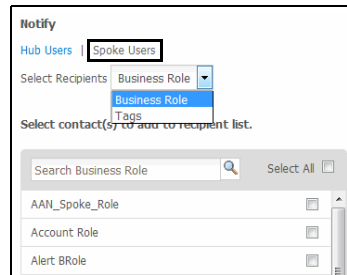 Notify
Hub Users | Spoke Users
Select Recipients Business Role
Business Role
Tags
Select contact(s) to add to recipient list.
Search Business Role Select All
AAN_Spoke_Role
Account Role
Alert BRole